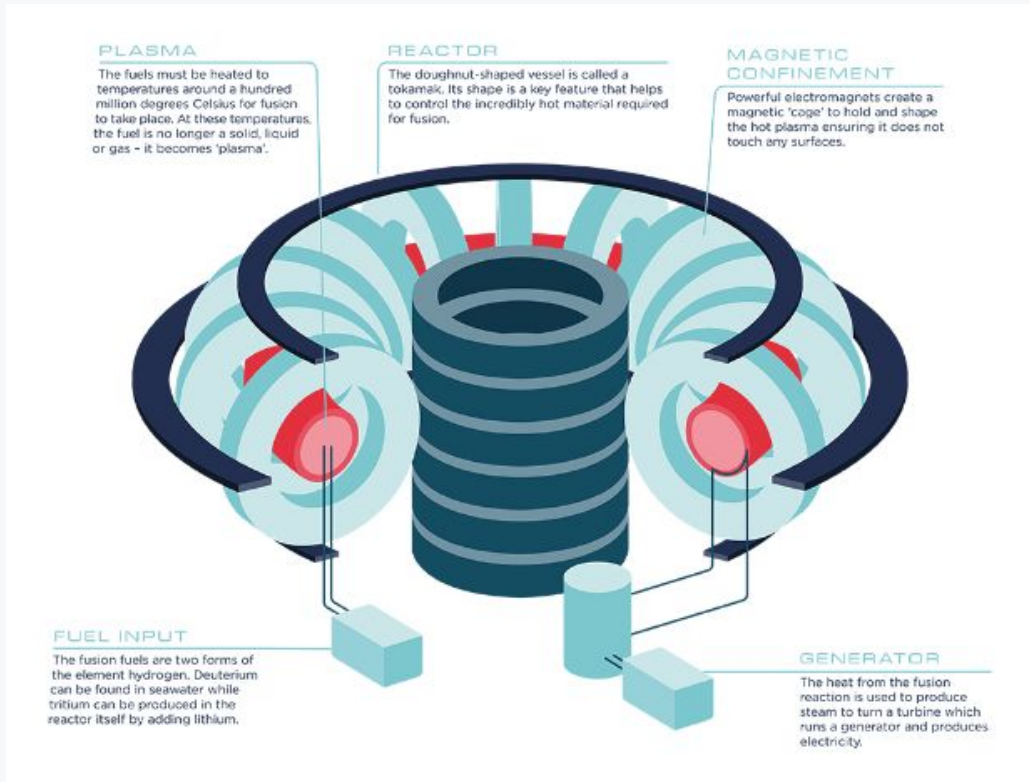 PLASMA
The fuels must be heated to
temperatures around a hundred
million degrees Celsius for fusion
to take place. At these temperatures,
the fuel is no longer a solid, liquid
or gas – it becomes 'plasma'.
REACTOR
The doughnut-shaped vessel is called a
tokamak. Its shape is a key feature that helps
to control the incredibly hot material required
for fusion.
MAGNETIC
CONFINEMENT
Powerful electromagnets create a
magnetic 'cage' to hold and shape
the hot plasma ensuring it does not
touch any surfaces.
FUEL INPUT
The fusion fuels are two forms of
the element hydrogen. Deuterium
can be found in seawater while
tritium can be produced in the
reactor itself by adding lithium.
GENERATOR
The heat from the fusion
reaction is used to produce
steam to turn a turbine which
runs a generator and produces
electricity.